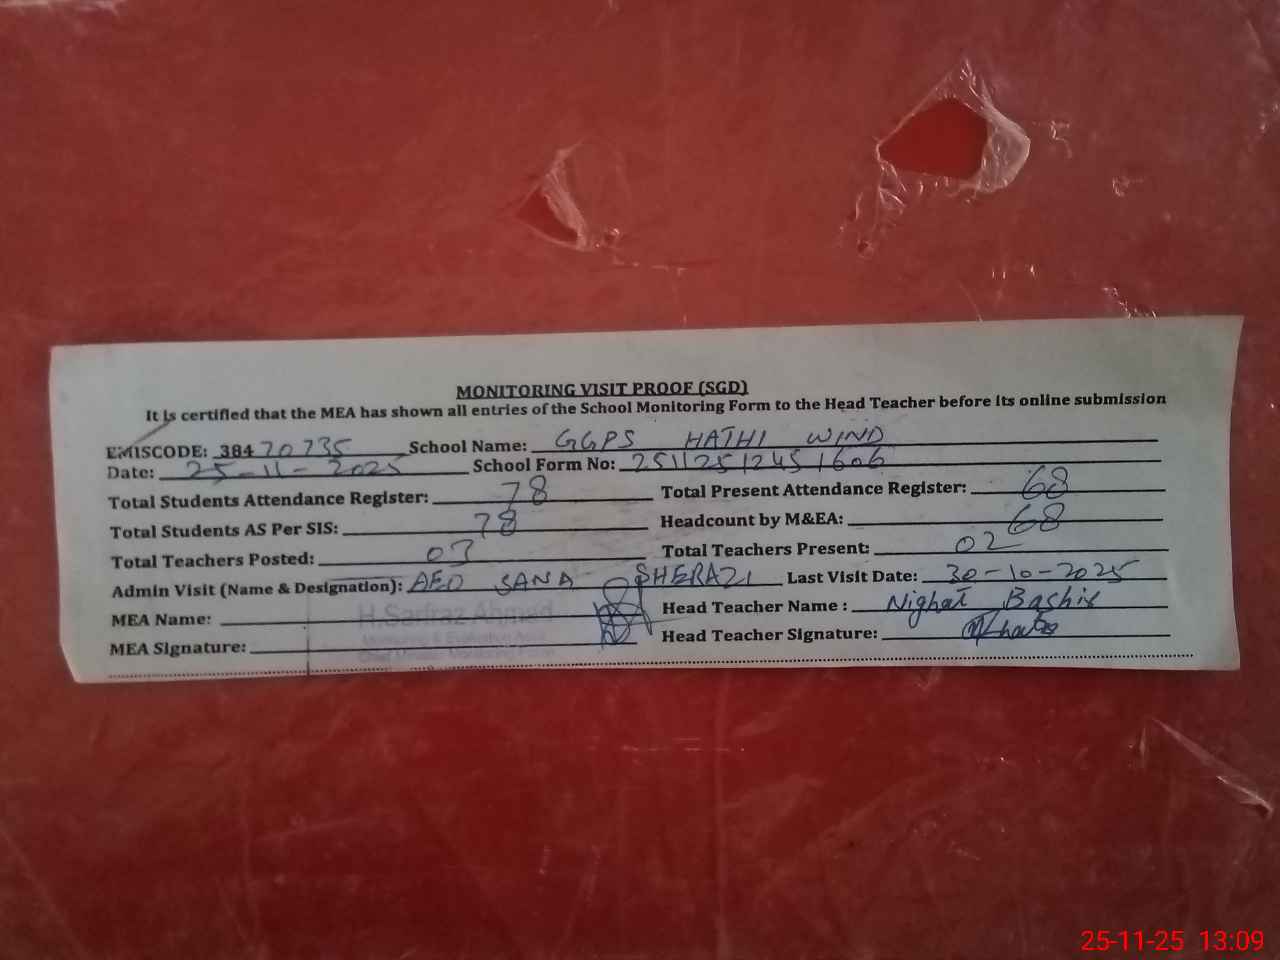 MONITORING VISIT PROOF (SGD)
It is certified that the MEA has shown all entries of the School Monitoring Form to the Head Teacher before its online submission
EMISCODE: 38470735 School Name: GGPS HATHI WIND
Date: 25-11-2025 School Form No: 25112512451606
Total Students Attendance Register: 78 Total Present Attendance Register: 68
Total Students AS Per SIS: 78 Headcount by M&EA: 68
Total Teachers Posted: 03 Total Teachers Present: 02
Admin Visit (Name & Designation): AEO SANA SHERAZI Last Visit Date: 30-10-2025
MEA Name: H.Sarfraz Ahmed Head Teacher Name : Nighat Bashir
MEA Signature: Head Teacher Signature:
25-11-25 13:09